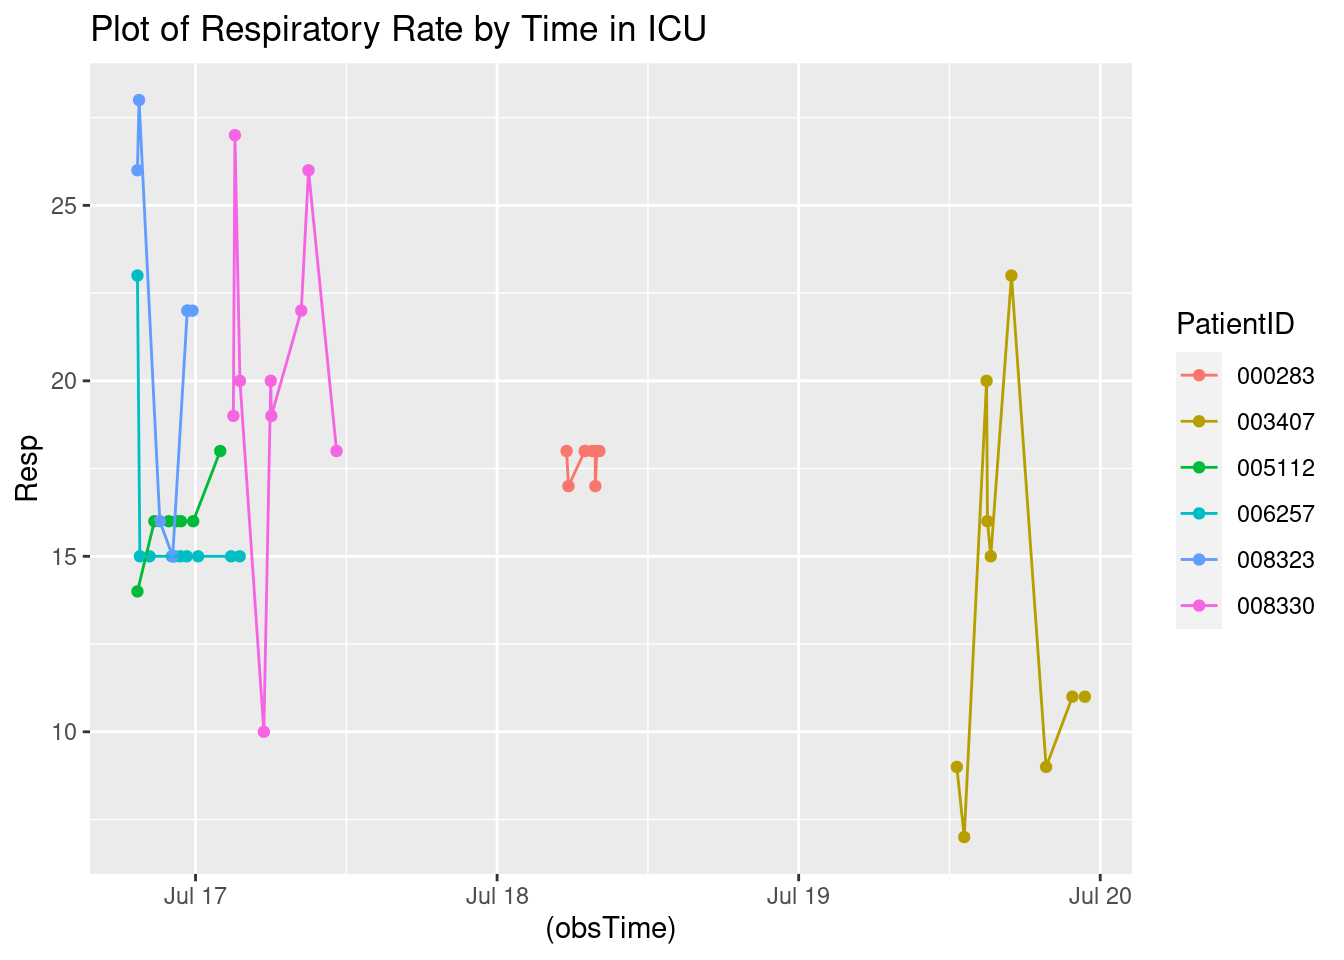 Plot of Respiratory Rate by Time in ICU
25
20
15
10
Resp
Jul 17
Jul 18
Jul 19
Jul 20
(obsTime)
PatientID
000283
003407
005112
006257
008323
008330